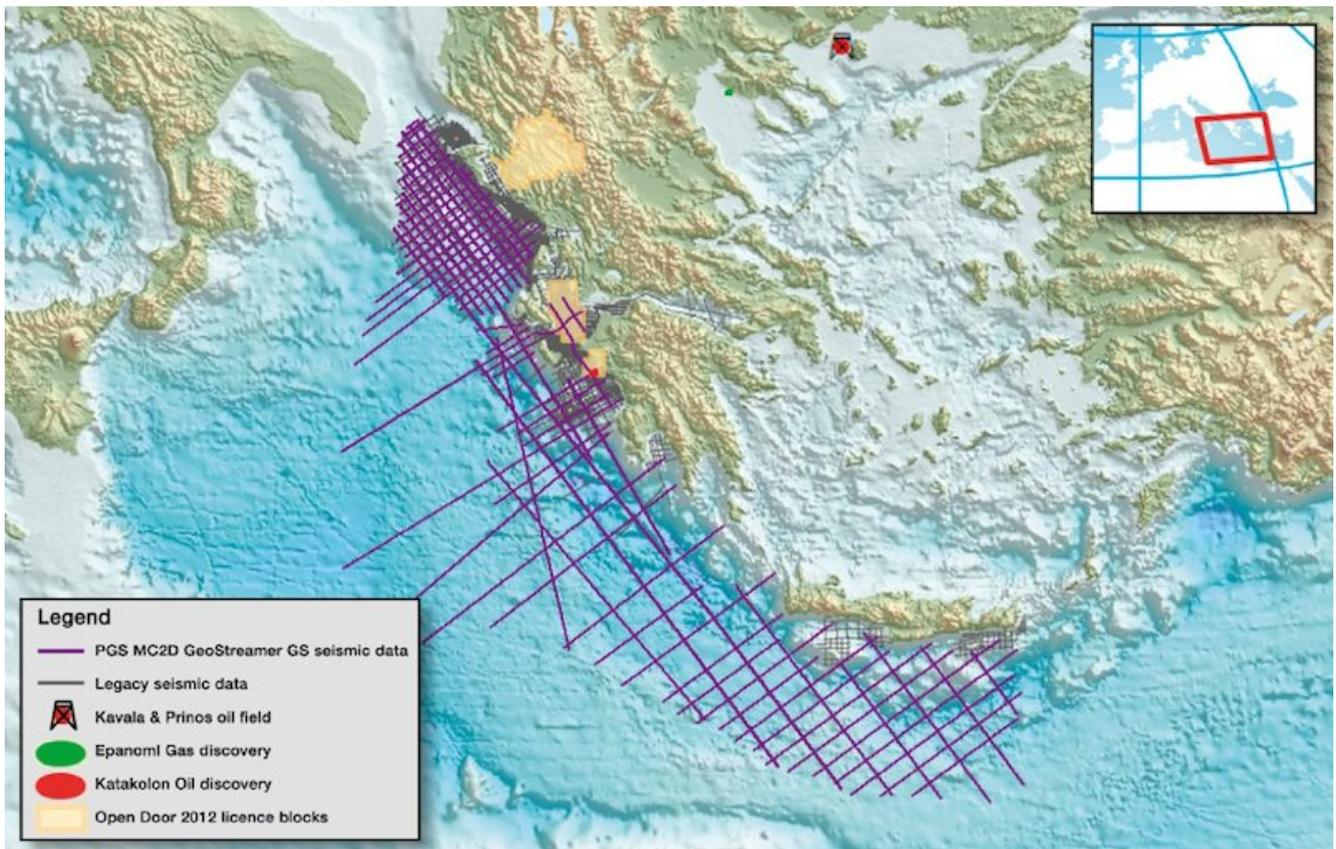 Legend
PGS MC2D GeoStreamer GS seismic data
Legacy seismic data
Kavala & Prinos oil field
Epanoml Gas discovery
Katakolon Oil discovery
Open Door 2012 licence blocks